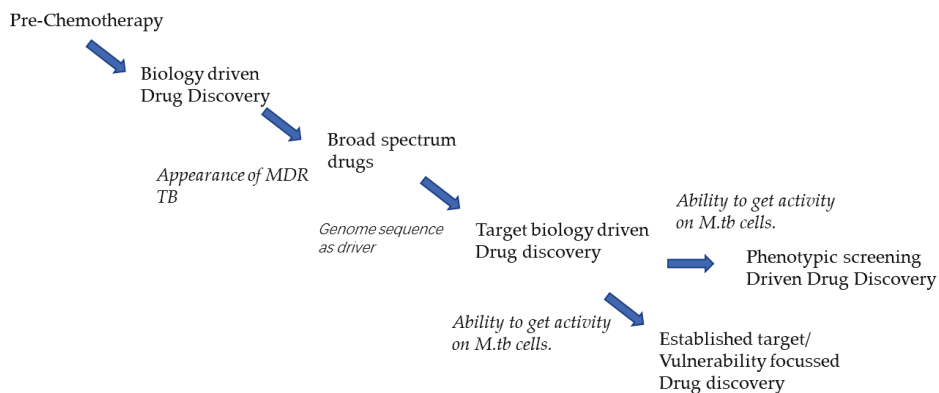 Pre-Chemotherapy
Biology driven
Drug Discovery
Broad spectrum
drugs
Appearance of MDR
TB
Ability to get activity
on M.tb cells.
Genome sequence
as driver
Target biology driven
Drug discovery
Phenotypic screening
Driven Drug Discovery
Ability to get activity
on M.tb cells.
Established target/
Vulnerability focussed
Drug discovery